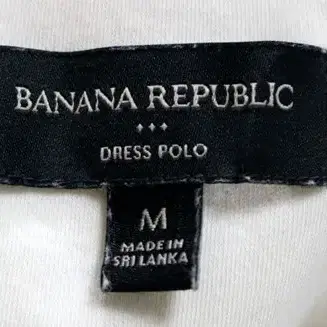 BANANA REPUBLIC
DRESS POLO
M
MADE IN
SRI LANKA